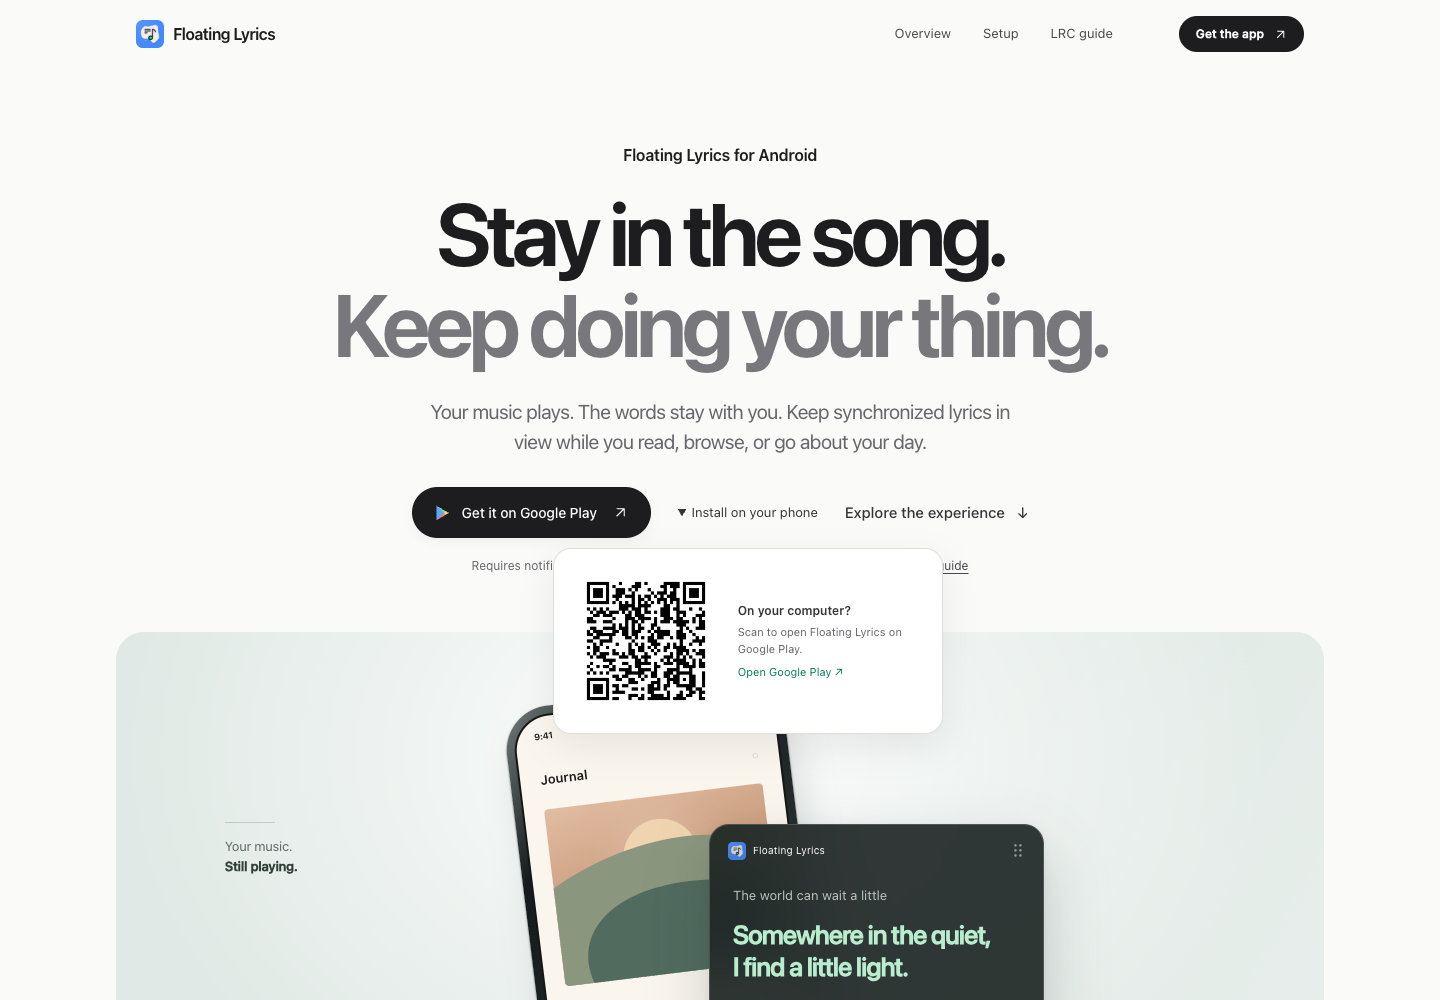 Floating Lyrics
Overview
Setup
LRC guide
Get the app
Floating Lyrics for Android
Stay in the song.
Keep doing your thing.
Your music plays. The words stay with you. Keep synchronized lyrics in
view while you read, browse, or go about your day.
Get it on Google Play
Install on your phone
Explore the experience
Requires
On your computer?
Scan to open Floating Lyrics on
Google Play.
Open Google Play
9:41
Journal
Your music.
Still playing.
Floating Lyrics
The world can wait a little
Somewhere in the quiet,
I find a little light.